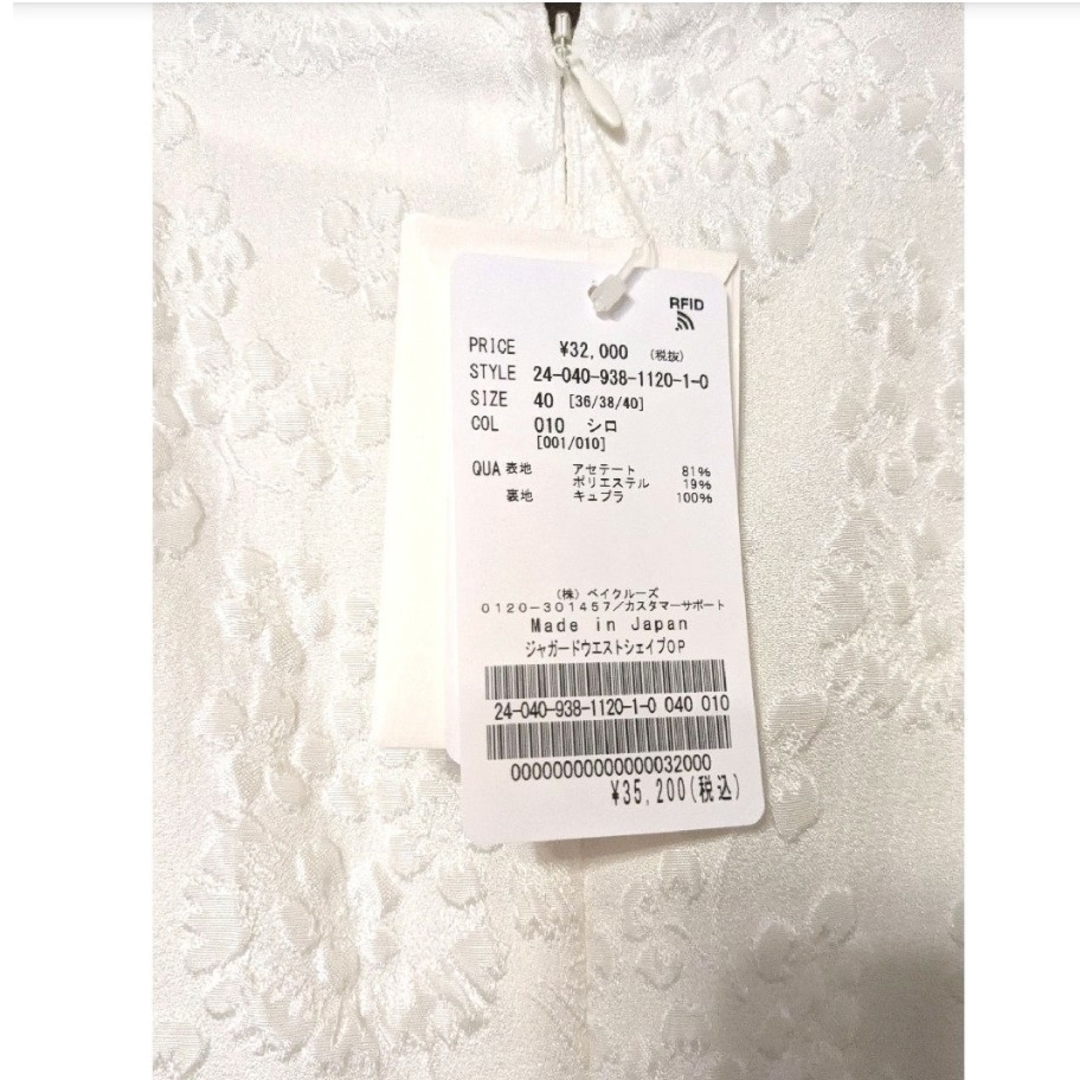 RFID
PRICE ¥32,000 (税抜)
STYLE 24-040-938-1120-1-0
SIZE 40 [36/38/40]
COL 010 シロ
[001/010]
QUA 表地 アセテート 81%
ポリエステル 19%
裏地 キュプラ 100%
(株) ベイクルーズ
0120-301457/カスタマーサポート
Made in Japan
ジャガードウエストシェイプOP
24-040-938-1120-1-0 040 010
00000000000000032000
¥35,200(税込)